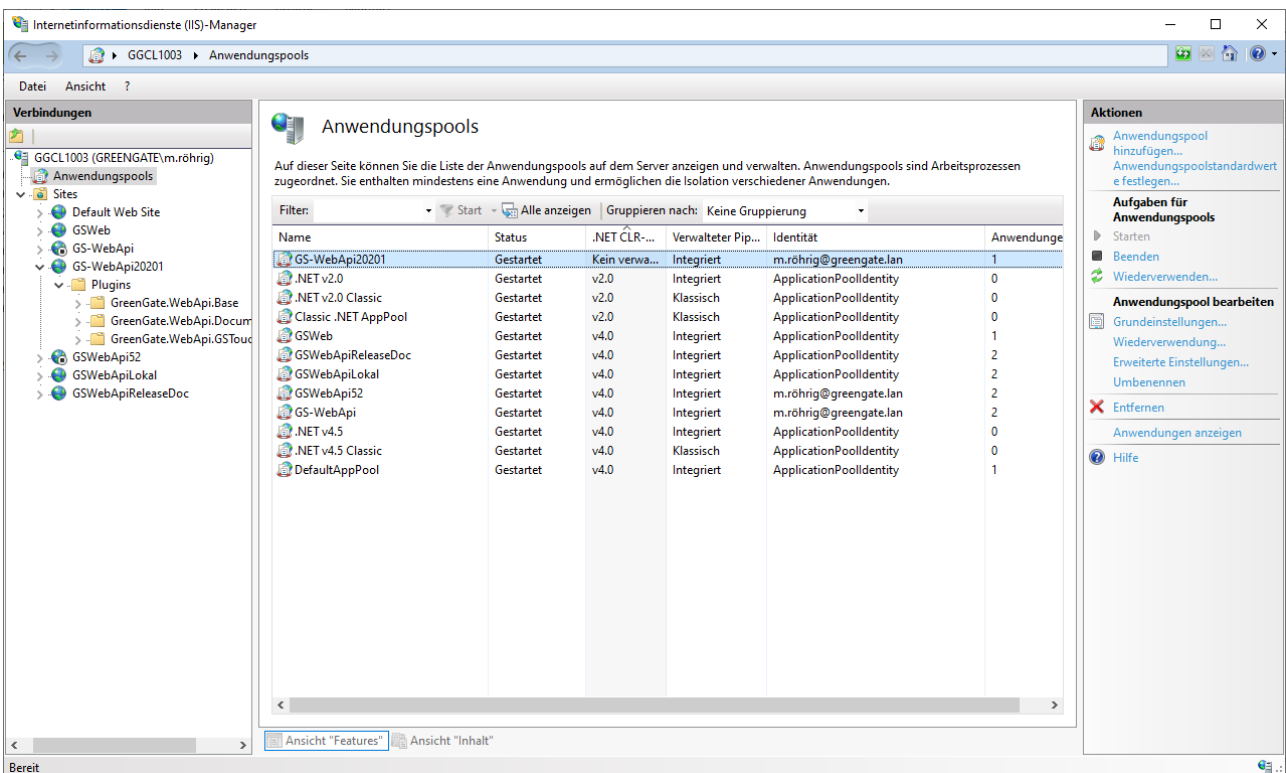 Internetinformationsdienste (IIS)-Manager
GGCL1003 Anwendungspools
Datei Ansicht ?
Verbindungen
GGCL1003 (GREENGATE\m.röhrig)
Anwendungspools
Sites
Default Web Site
GSWeb
GS-WebApi
GS-WebApi20201
Plugins
GreenGate.WebApi.Base
GreenGate.WebApi.Docum
GreenGate.WebApi.GSTouc
GSWebApi52
GSWebApiLokal
GSWebApiReleaseDoc
Anwendungspools
Auf dieser Seite können Sie die Liste der Anwendungspools auf dem Server anzeigen und verwalten. Anwendungspools sind Arbeitsprozessen
zugeordnet. Sie enthalten mindestens eine Anwendung und ermöglichen die Isolation verschiedener Anwendungen.
Filter: Start Alle anzeigen Gruppieren nach: Keine Gruppierung
Name Status .NET CLR-... Verwalteter Pip... Identität Anwendunge
GS-WebApi20201 Gestartet Kein verwa... Integriert m.röhrig@greengate.lan 1
.NET v2.0 Gestartet v2.0 Integriert ApplicationPoolIdentity 0
.NET v2.0 Classic Gestartet v2.0 Klassisch ApplicationPoolIdentity 0
Classic .NET AppPool Gestartet v2.0 Klassisch ApplicationPoolIdentity 0
GSWeb Gestartet v4.0 Integriert ApplicationPoolIdentity 1
GSWebApiReleaseDoc Gestartet v4.0 Integriert ApplicationPoolIdentity 2
GSWebApiLokal Gestartet v4.0 Integriert ApplicationPoolIdentity 2
GSWebApi52 Gestartet v4.0 Integriert m.röhrig@greengate.lan 2
GS-WebApi Gestartet v4.0 Integriert m.röhrig@greengate.lan 2
.NET v4.5 Gestartet v4.0 Integriert ApplicationPoolIdentity 0
.NET v4.5 Classic Gestartet v4.0 Klassisch ApplicationPoolIdentity 0
DefaultAppPool Gestartet v4.0 Integriert ApplicationPoolIdentity 1
Ansicht "Features" Ansicht "Inhalt"
Aktionen
Anwendungspool
hinzufügen...
Anwendungspoolstandardwert
e festlegen...
Aufgaben für
Anwendungspools
Starten
Beenden
Wiederverwenden...
Anwendungspool bearbeiten
Grundeinstellungen...
Wiederverwendung...
Erweiterte Einstellungen...
Umbenennen
Entfernen
Anwendungen anzeigen
Hilfe
Bereit